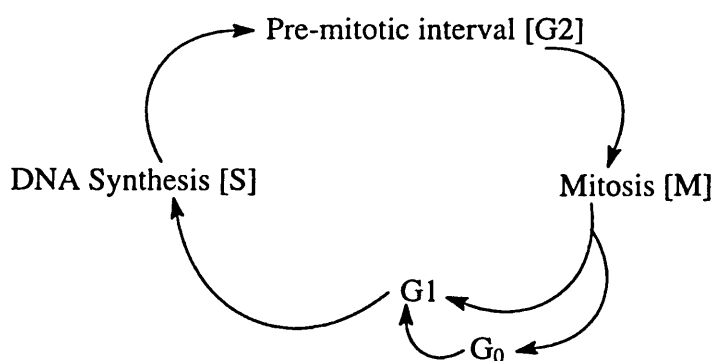 Pre-mitotic interval [G2]
DNA Synthesis [S]
Mitosis [M]
G1
G₀